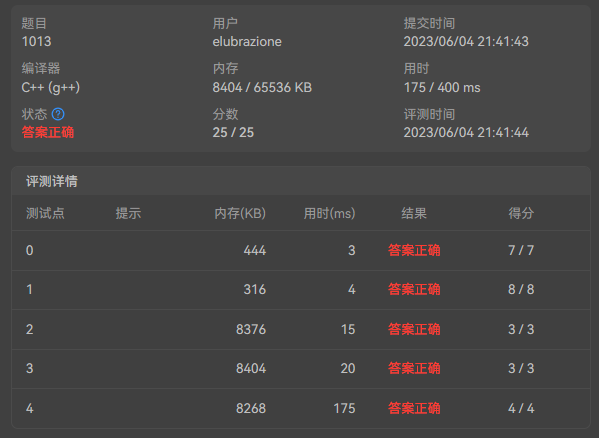 题目 用户 提交时间
1013 elubrazione 2023/06/04 21:41:43
编译器 内存 用时
C++ (g++) 8404 / 65536 KB 175 / 400 ms
状态 ? 分数 评测时间
答案正确 25 / 25 2023/06/04 21:41:44
评测详情
测试点 提示 内存(KB) 用时(ms) 结果 得分
0 444 3 答案正确 7 / 7
1 316 4 答案正确 8 / 8
2 8376 15 答案正确 3 / 3
3 8404 20 答案正确 3 / 3
4 8268 175 答案正确 4 / 4